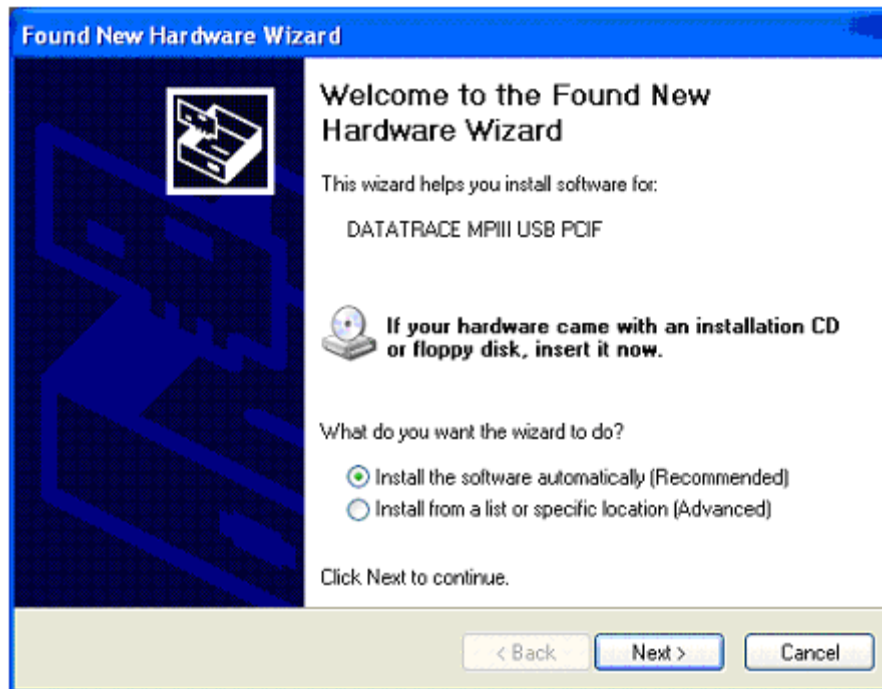 Found New Hardware Wizard
Welcome to the Found New
Hardware Wizard
This wizard helps you install software for:
DATATRACE MPIII USB PCIF
If your hardware came with an installation CD
or floppy disk, insert it now.
What do you want the wizard to do?
Install the software automatically (Recommended)
Install from a list or specific location (Advanced)
Click Next to continue.
< Back
Next >
Cancel